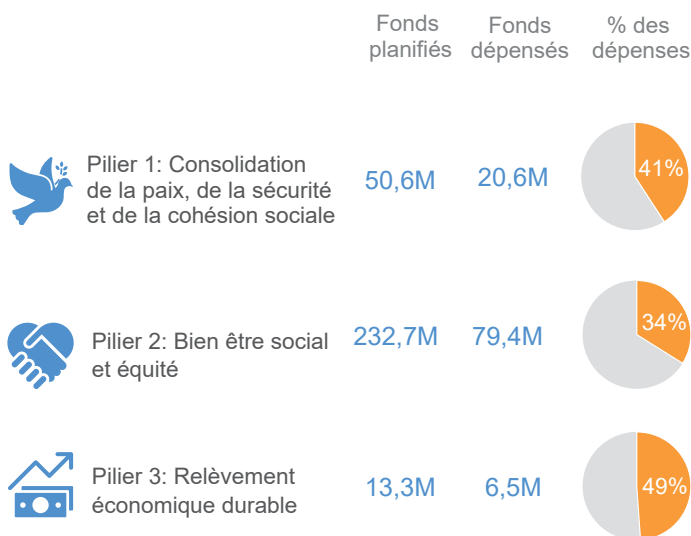 Fonds planifiés
Fonds dépensés
% des dépenses
Pilier 1: Consolidation
de la paix, de la sécurité
et de la cohésion sociale
50,6M
20,6M
41%
Pilier 2: Bien être social
et équité
232,7M
79,4M
34%
Pilier 3: Relèvement
économique durable
13,3M
6,5M
49%